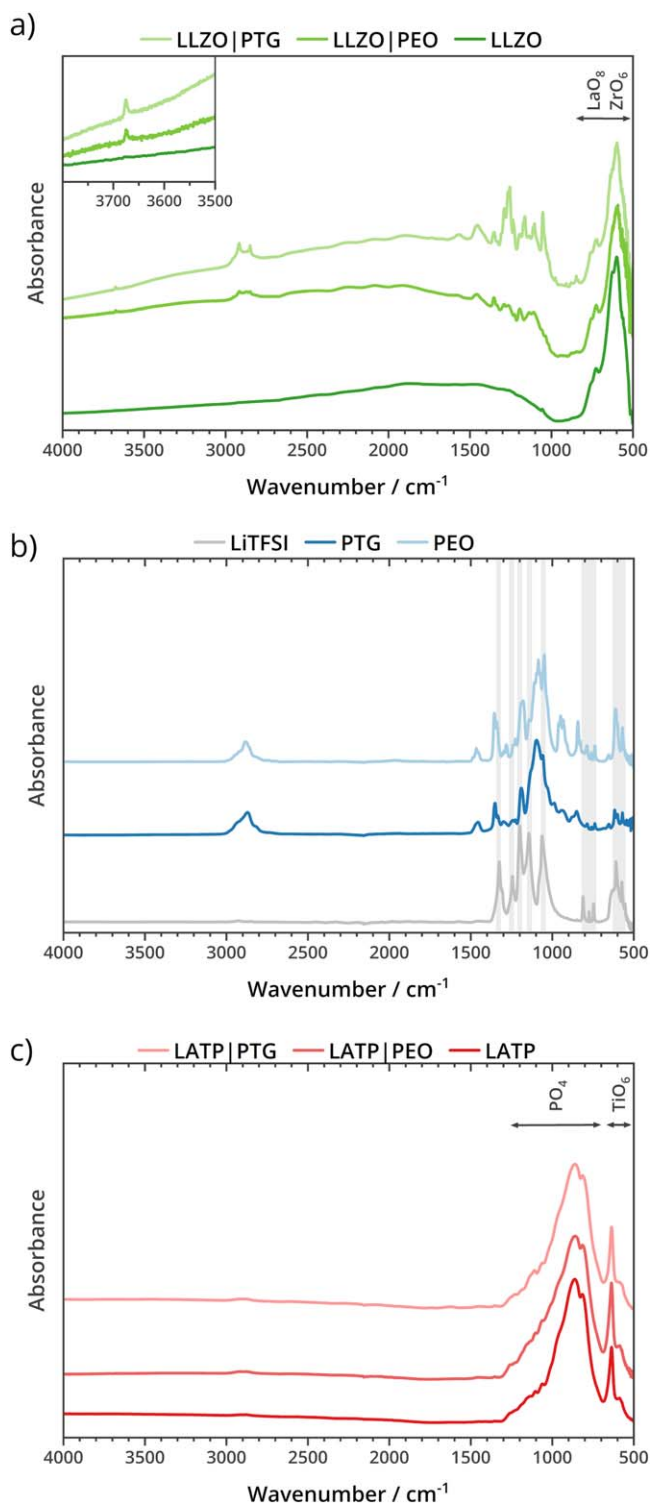 a)
LLZO|PTG LLZO|PEO LLZO
LaO₈
ZrO₆
3700 3600 3500
Absorbance
4000 3500 3000 2500 2000 1500 1000 500
Wavenumber / cm⁻¹
b)
LiTFSI PTG PEO
Absorbance
4000 3500 3000 2500 2000 1500 1000 500
Wavenumber / cm⁻¹
c)
LATP|PTG LATP|PEO LATP
PO₄
TiO₆
Absorbance
4000 3500 3000 2500 2000 1500 1000 500
Wavenumber / cm⁻¹